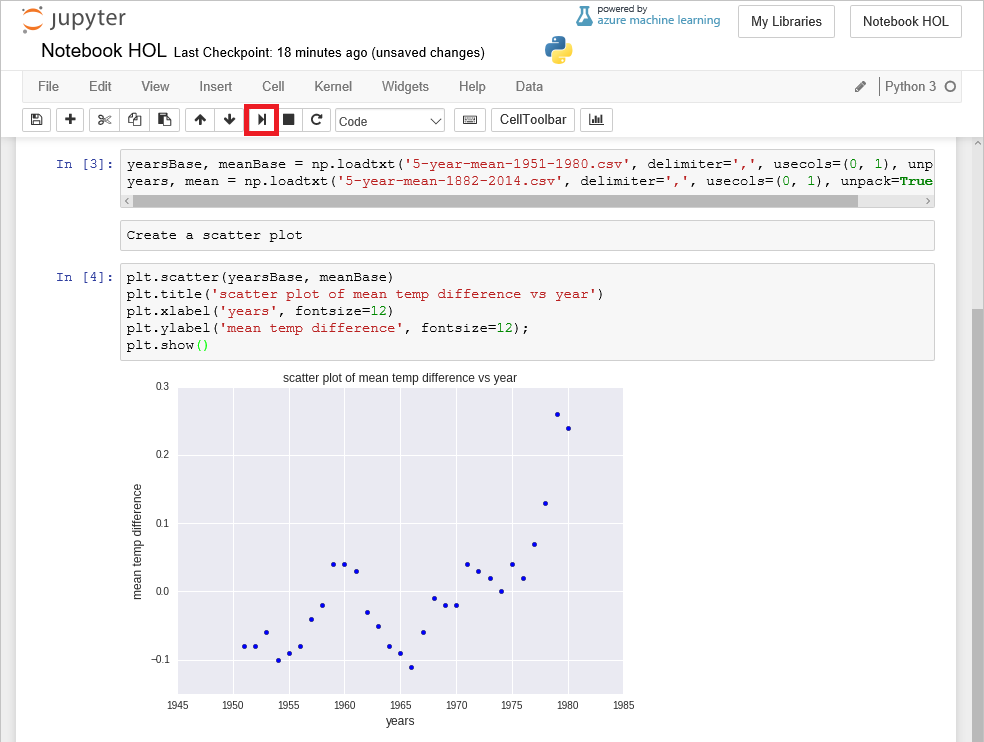 jupyter
powered by
azure machine learning
My Libraries
Notebook HOL
Notebook HOL Last Checkpoint: 18 minutes ago (unsaved changes)
File Edit View Insert Cell Kernel Widgets Help Data
Python 3
Code
CellToolbar
In [3]:
yearsBase, meanBase = np.loadtxt('5-year-mean-1951-1980.csv', delimiter=',', usecols=(0, 1), unp
years, mean = np.loadtxt('5-year-mean-1882-2014.csv', delimiter=',', usecols=(0, 1), unpack=True
Create a scatter plot
In [4]:
plt.scatter(yearsBase, meanBase)
plt.title('scatter plot of mean temp difference vs year')
plt.xlabel('years', fontsize=12)
plt.ylabel('mean temp difference', fontsize=12);
plt.show()
scatter plot of mean temp difference vs year
0.3
0.2
0.1
0.0
−0.1
mean temp difference
1945 1950 1955 1960 1965 1970 1975 1980 1985
years